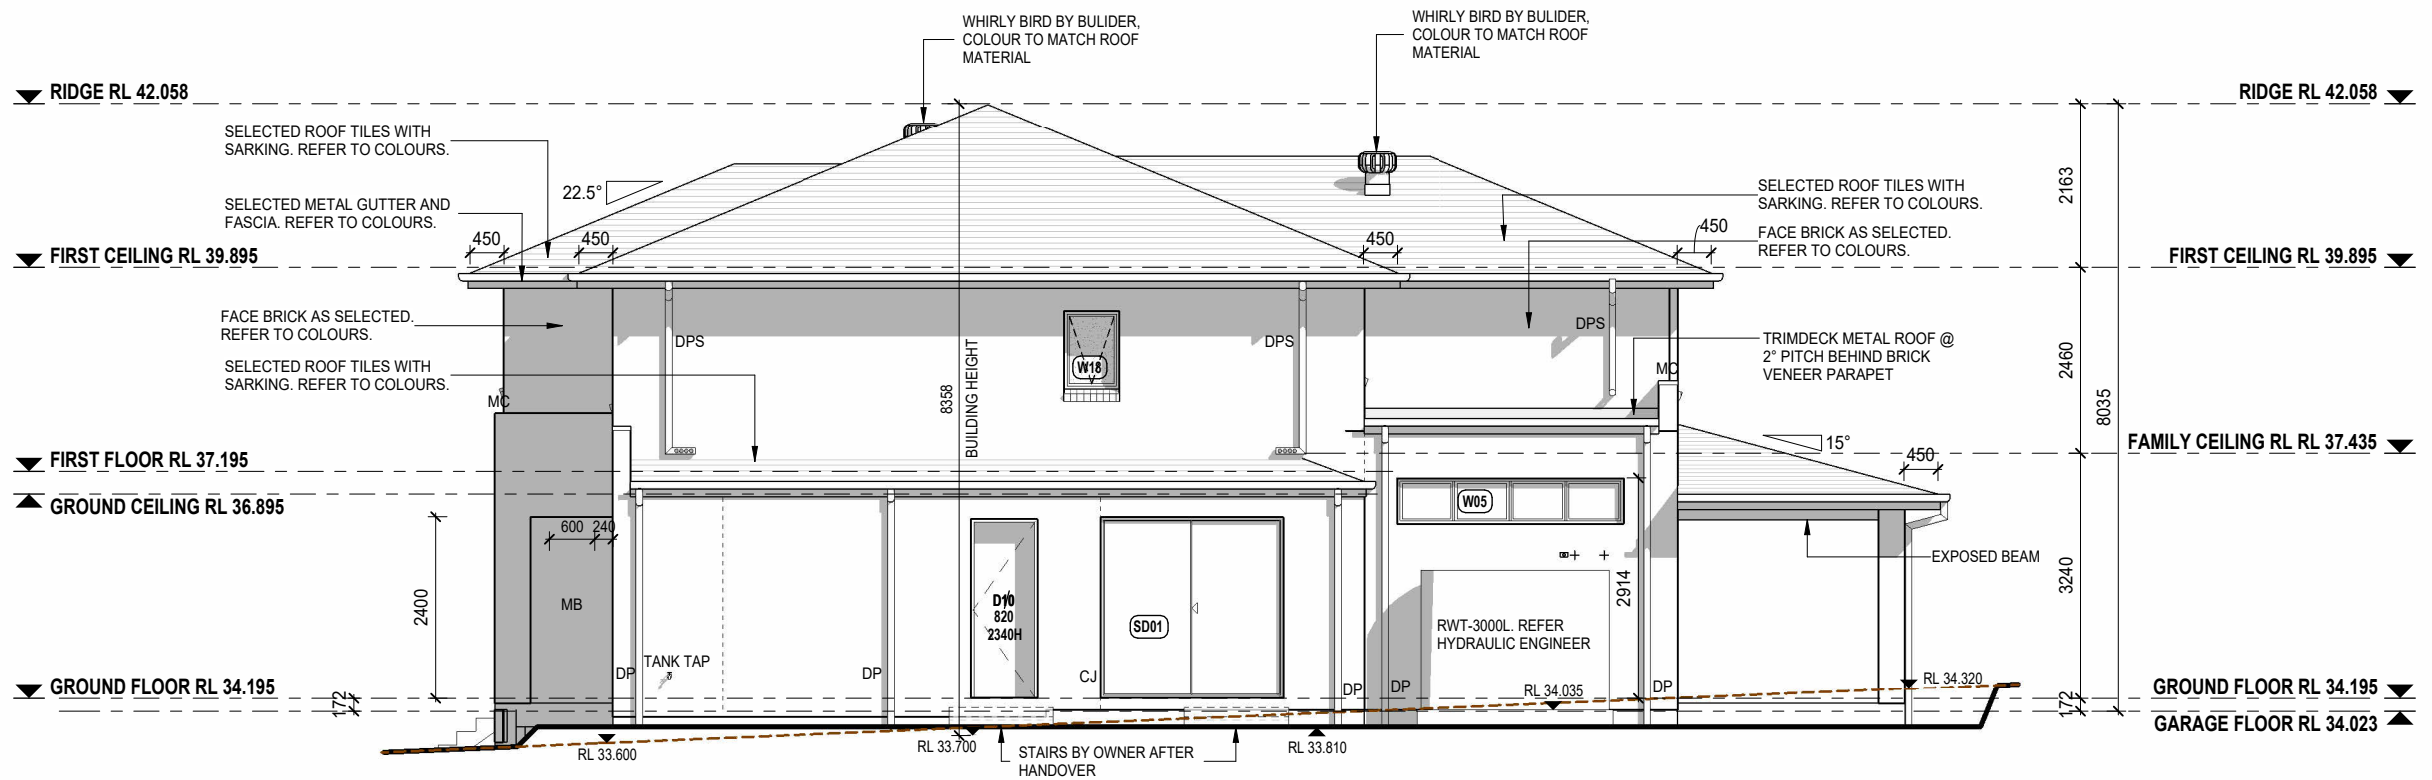 WHIRLY BIRD BY BULIDER,
COLOUR TO MATCH ROOF
MATERIAL
WHIRLY BIRD BY BULIDER,
COLOUR TO MATCH ROOF
MATERIAL
RIDGE RL 42.058
RIDGE RL 42.058
SELECTED ROOF TILES WITH
SARKING. REFER TO COLOURS.
22.5°
SELECTED METAL GUTTER AND
FASCIA. REFER TO COLOURS.
450
450
450
450
SELECTED ROOF TILES WITH
SARKING. REFER TO COLOURS.
FACE BRICK AS SELECTED.
REFER TO COLOURS.
2163
FIRST CEILING RL 39.895
FIRST CEILING RL 39.895
FACE BRICK AS SELECTED.
REFER TO COLOURS.
SELECTED ROOF TILES WITH
SARKING. REFER TO COLOURS.
DPS
W18
DPS
DPS
8358
BUILDING HEIGHT
TRIMDECK METAL ROOF @
2° PITCH BEHIND BRICK
VENEER PARAPET
MC
MC
2460
8035
15°
450
FAMILY CEILING RL RL 37.435
FIRST FLOOR RL 37.195
GROUND CEILING RL 36.895
600
240
W05
EXPOSED BEAM
2400
MB
D10
820
2340H
SD01
2914
3240
RWT-3000L. REFER
HYDRAULIC ENGINEER
TANK TAP
DP
DP
CJ
DP
DP
DP
GROUND FLOOR RL 34.195
172
RL 34.035
RL 34.320
172
GROUND FLOOR RL 34.195
GARAGE FLOOR RL 34.023
RL 33.600
RL 33.700
STAIRS BY OWNER AFTER
HANDOVER
RL 33.810